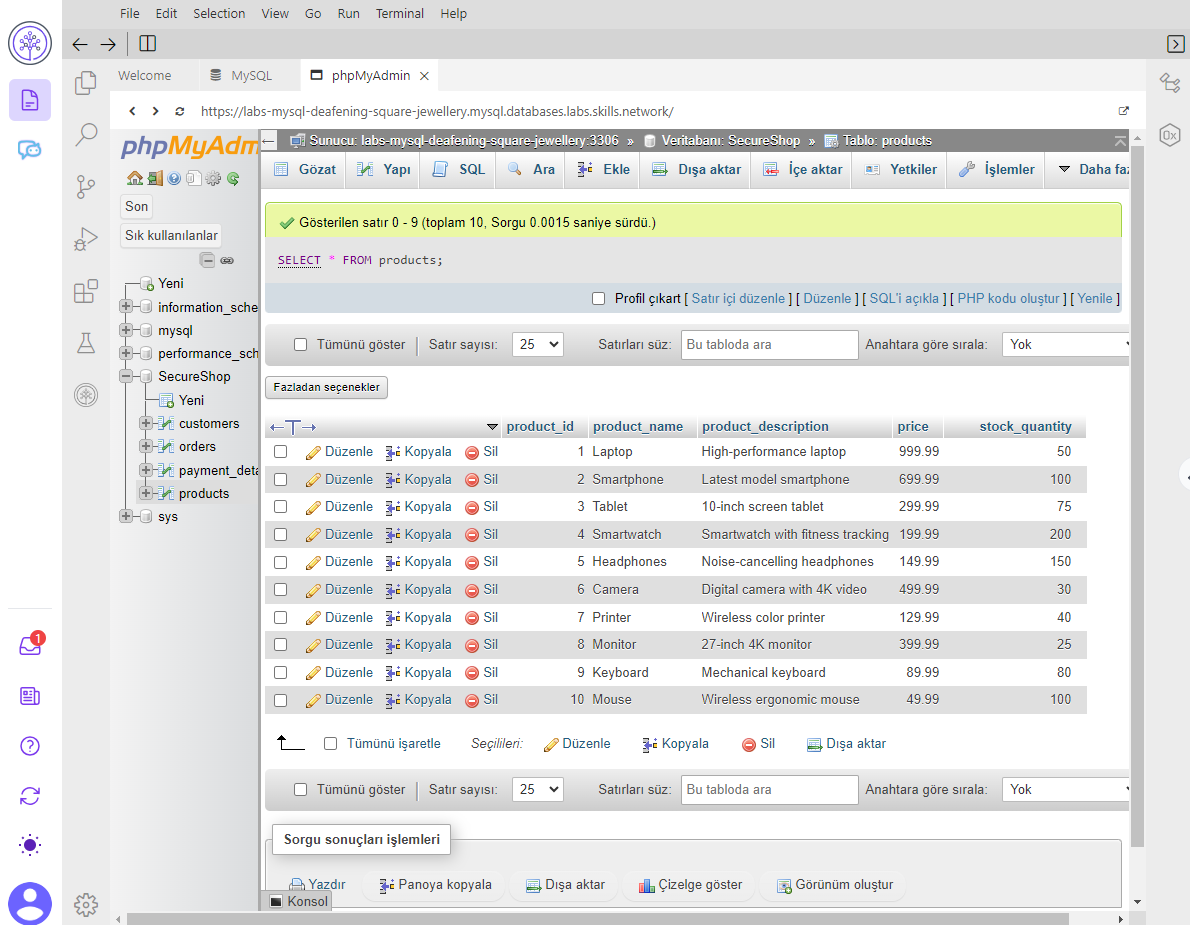 File Edit Selection View Go Run Terminal Help
Welcome MySQL phpMyAdmin
https://labs-mysql-deafening-square-jewellery.mysql.databases.labs.skills.network/
phpMyAdm
Sunucu: labs-mysql-deafening-square-jewellery:3306 » Veritabanı: SecureShop » Tablo: products
Gözat Yapı SQL Ara Ekle Dışa aktar İçe aktar Yetkiler İşlemler Daha faz
Son
Sık kullanılanlar
Yeni
information_sche
mysql
performance_sch
SecureShop
Yeni
customers
orders
payment_deta
products
sys
Gösterilen satır 0 - 9 (toplam 10, Sorgu 0.0015 saniye sürdü.)
SELECT * FROM products;
Profil çıkart [ Satır içi düzenle ] [ Düzenle ] [ SQL'i açıkla ] [ PHP kodu oluştur ] [ Yenile ]
Tümünü göster Satır sayısı: 25 Satırları süz: Bu tabloda ara Anahtara göre sırala: Yok
Fazladan seçenekler
product_id product_name product_description price stock_quantity
Düzenle Kopyala Sil 1 Laptop High-performance laptop 999.99 50
Düzenle Kopyala Sil 2 Smartphone Latest model smartphone 699.99 100
Düzenle Kopyala Sil 3 Tablet 10-inch screen tablet 299.99 75
Düzenle Kopyala Sil 4 Smartwatch Smartwatch with fitness tracking 199.99 200
Düzenle Kopyala Sil 5 Headphones Noise-cancelling headphones 149.99 150
Düzenle Kopyala Sil 6 Camera Digital camera with 4K video 499.99 30
Düzenle Kopyala Sil 7 Printer Wireless color printer 129.99 40
Düzenle Kopyala Sil 8 Monitor 27-inch 4K monitor 399.99 25
Düzenle Kopyala Sil 9 Keyboard Mechanical keyboard 89.99 80
Düzenle Kopyala Sil 10 Mouse Wireless ergonomic mouse 49.99 100
Tümünü işaretle Seçilileri: Düzenle Kopyala Sil Dışa aktar
Tümünü göster Satır sayısı: 25 Satırları süz: Bu tabloda ara Anahtara göre sırala: Yok
Sorgu sonuçları işlemleri
Yazdır Panoya kopyala Dışa aktar Çizelge göster Görünüm oluştur
Konsol
1
0x